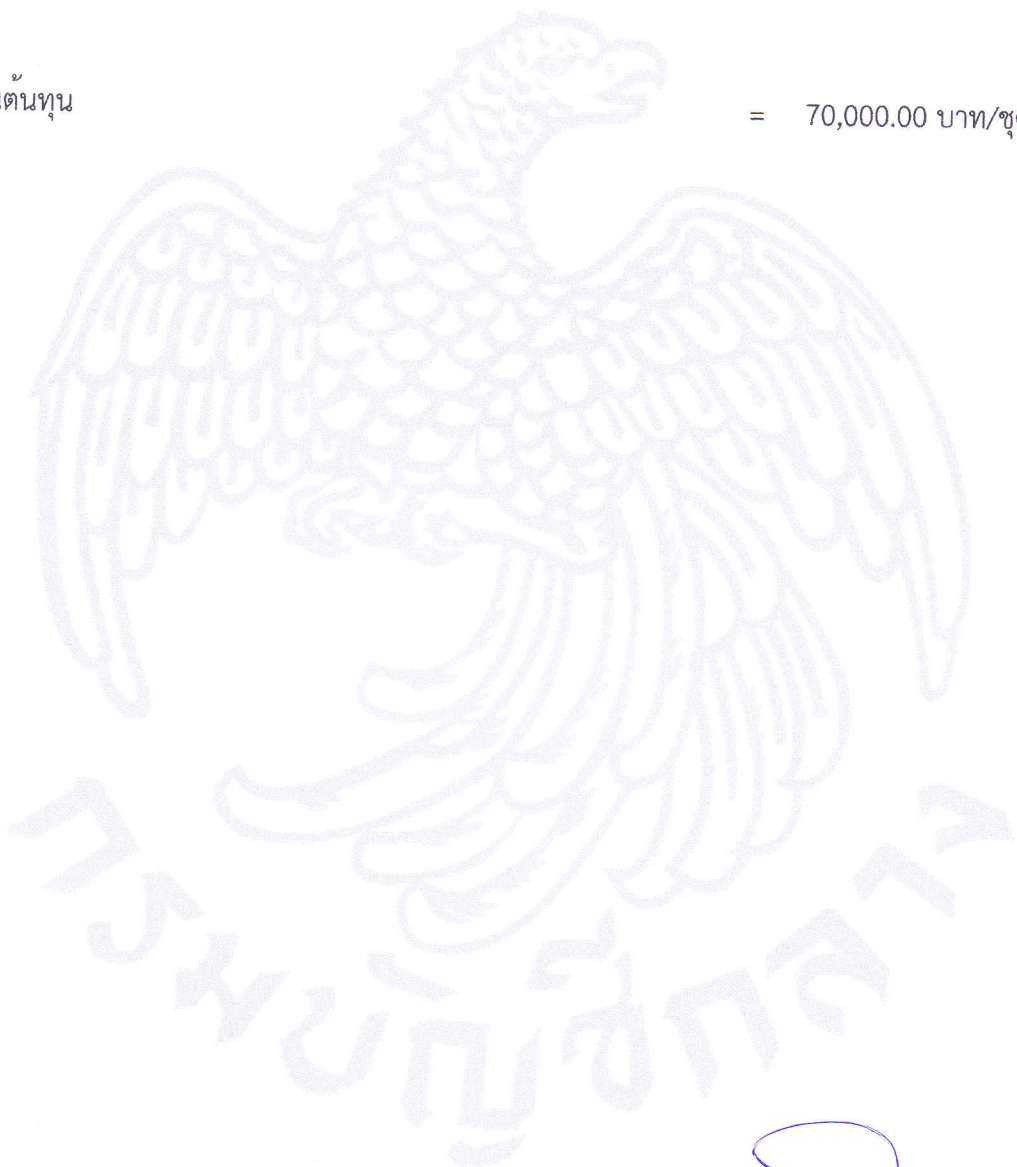 ต้นทุน
= 70,000.00 บาท/
กรมบัญชีกลาง